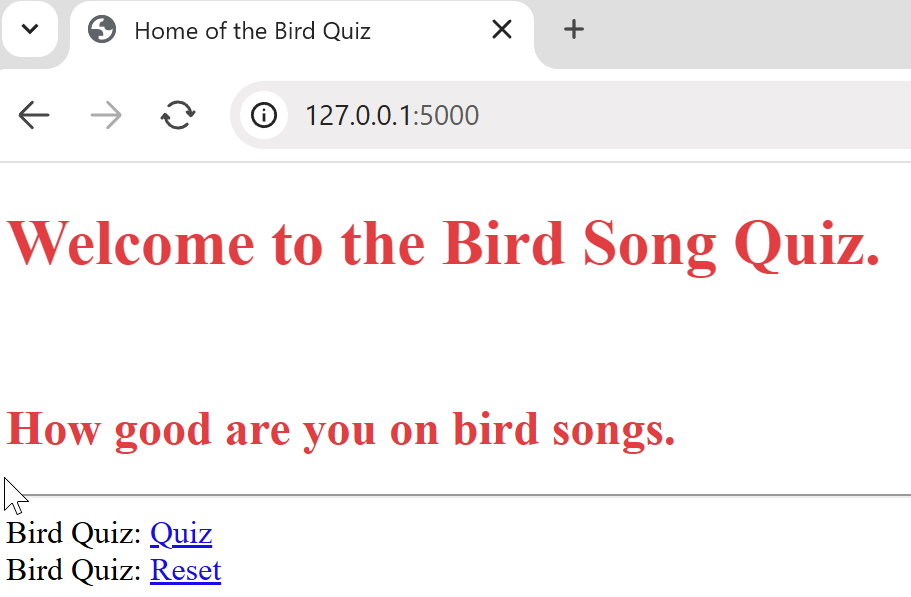 Home of the Bird Quiz
127.0.0.1:5000
Welcome to the Bird Song Quiz.
How good are you on bird songs.
Bird Quiz: Quiz
Bird Quiz: Reset